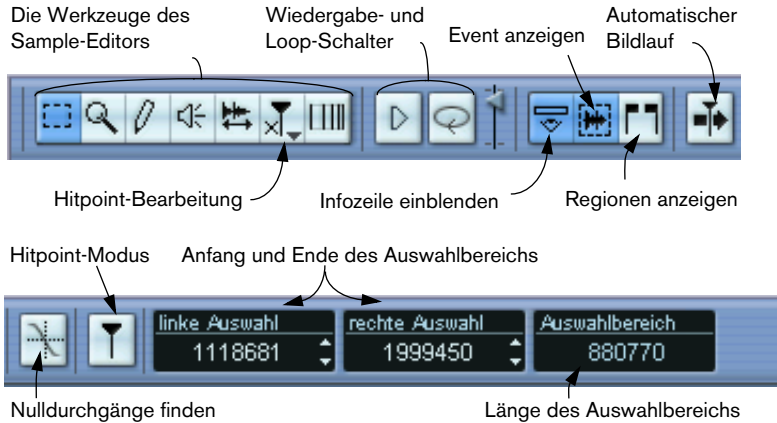 Die Werkzeuge des
Sample-Editors
Wiedergabe- und
Loop-Schalter
Event anzeigen
Automatischer
Bildlauf
Hitpoint-Bearbeitung
Infozeile einblenden
Regionen anzeigen
Hitpoint-Modus
Anfang und Ende des Auswahlbereichs
linke Auswahl
1118681
rechte Auswahl
1999450
Auswahlbereich
880770
Nulldurchgänge finden
Länge des Auswahlbereichs